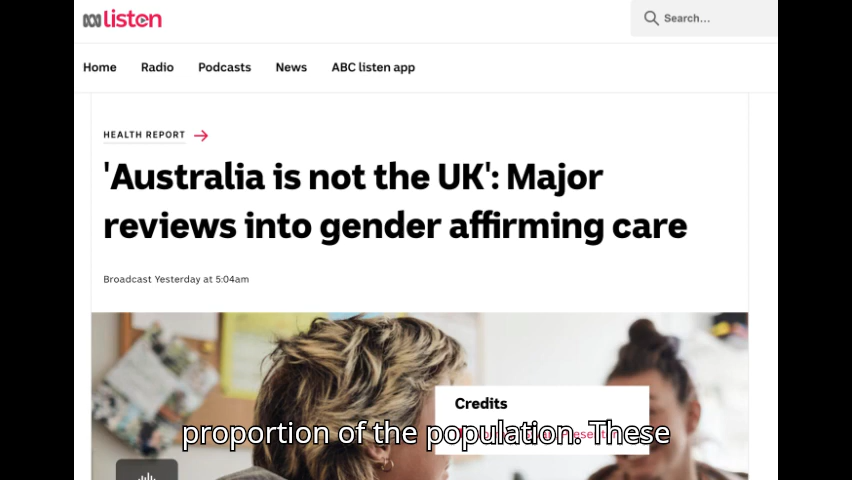 listen
Search...
Home Radio Podcasts News ABC listen app
HEALTH REPORT
'Australia is not the UK': Major
reviews into gender affirming care
Broadcast Yesterday at 5:04am
Credits
proportion of the population. These